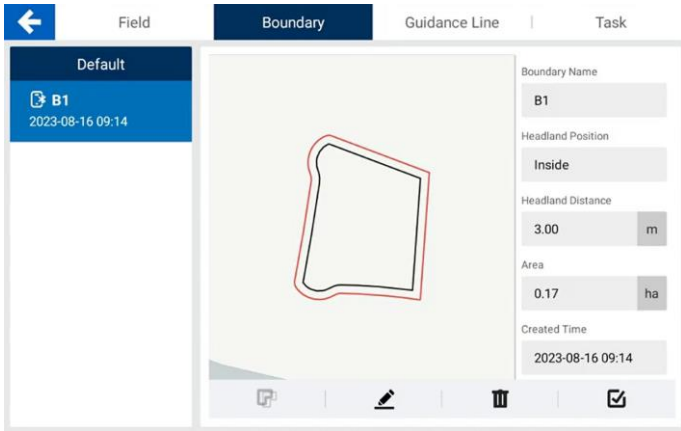 Field
Boundary
Guidance Line
Task
Default
B1
2023-08-16 09:14
Boundary Name
B1
Headland Position
Inside
Headland Distance
3.00 m
Area
0.17 ha
Created Time
2023-08-16 09:14